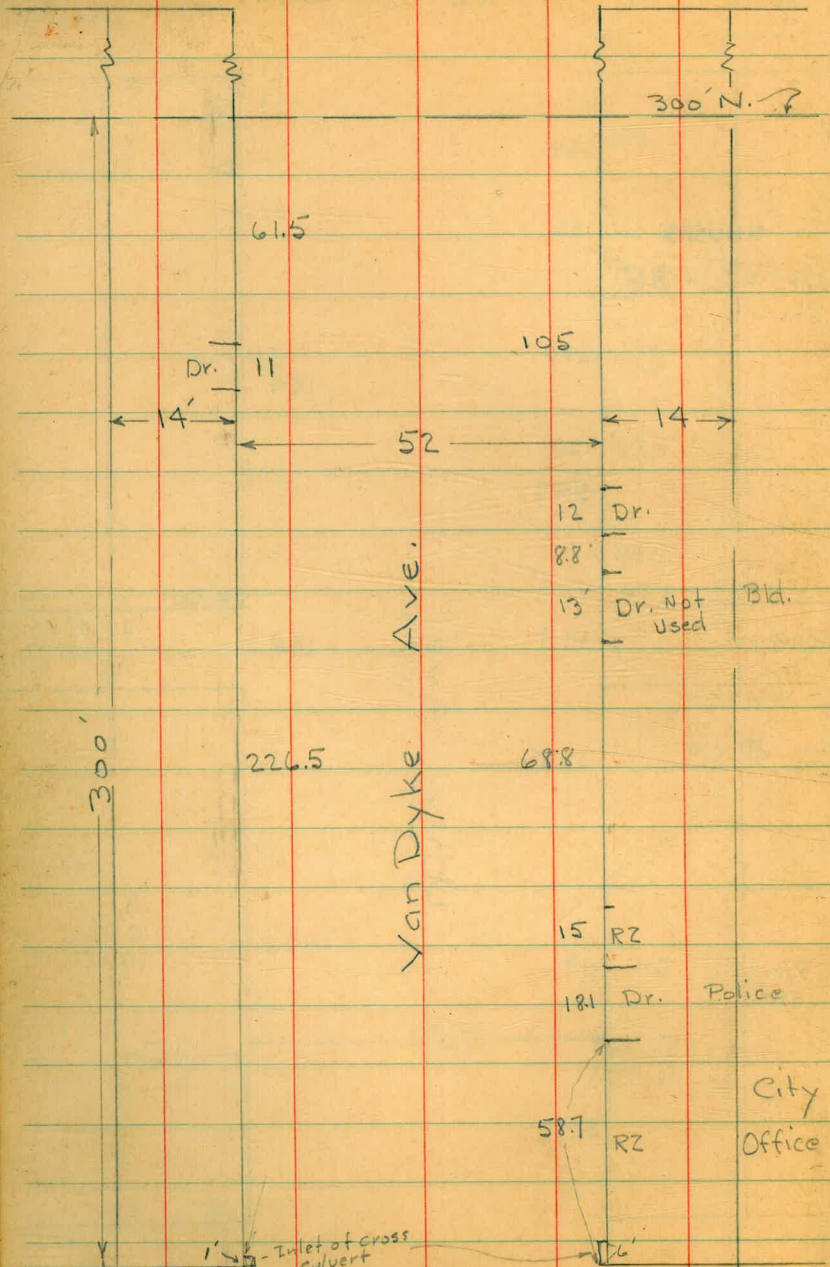 300' N.
61.5
105
Dr. 11
14'
14
52
12 Dr.
8.8
13' Dr. Not Used
Bld.
Van Dyke Ave.
300'
226.5
68.8
15 RZ
18.1 Dr.
Police
City
Office
58.7
RZ
1'
Inlet of cross
culvert
6'